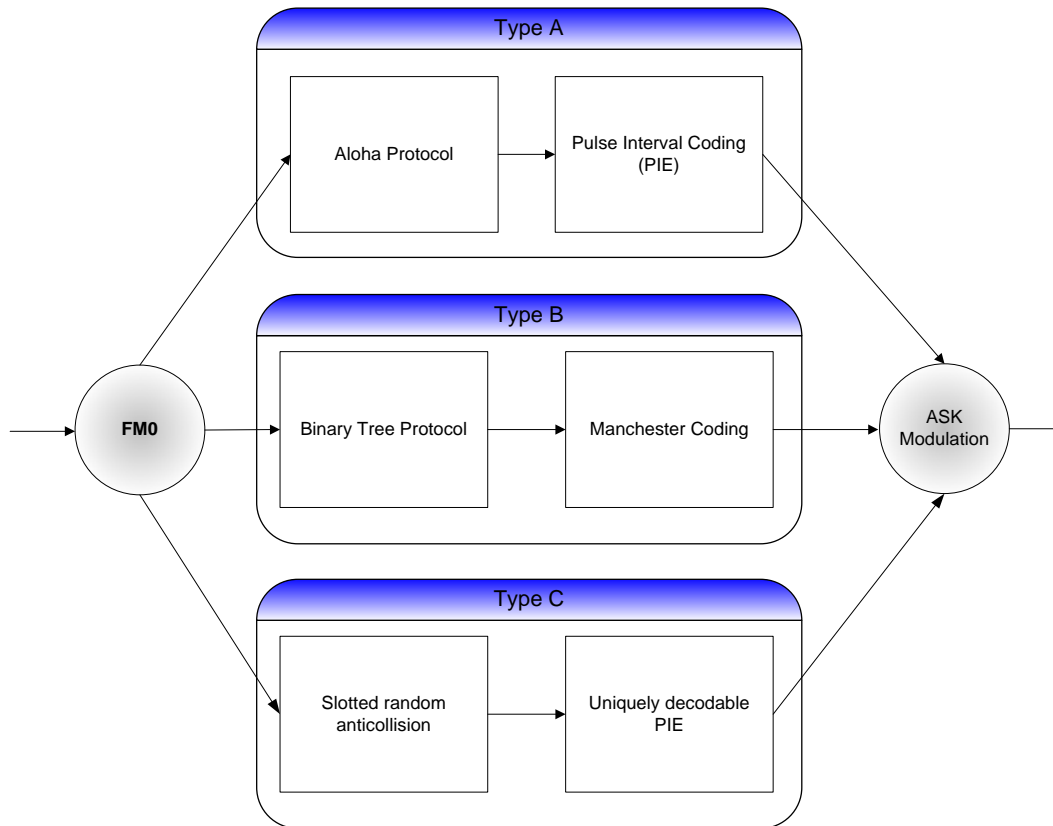 Type A
Aloha Protocol
Pulse Interval Coding
(PIE)
Type B
FM0
Binary Tree Protocol
Manchester Coding
ASK
Modulation
Type C
Slotted random
anticollision
Uniquely decodable
PIE